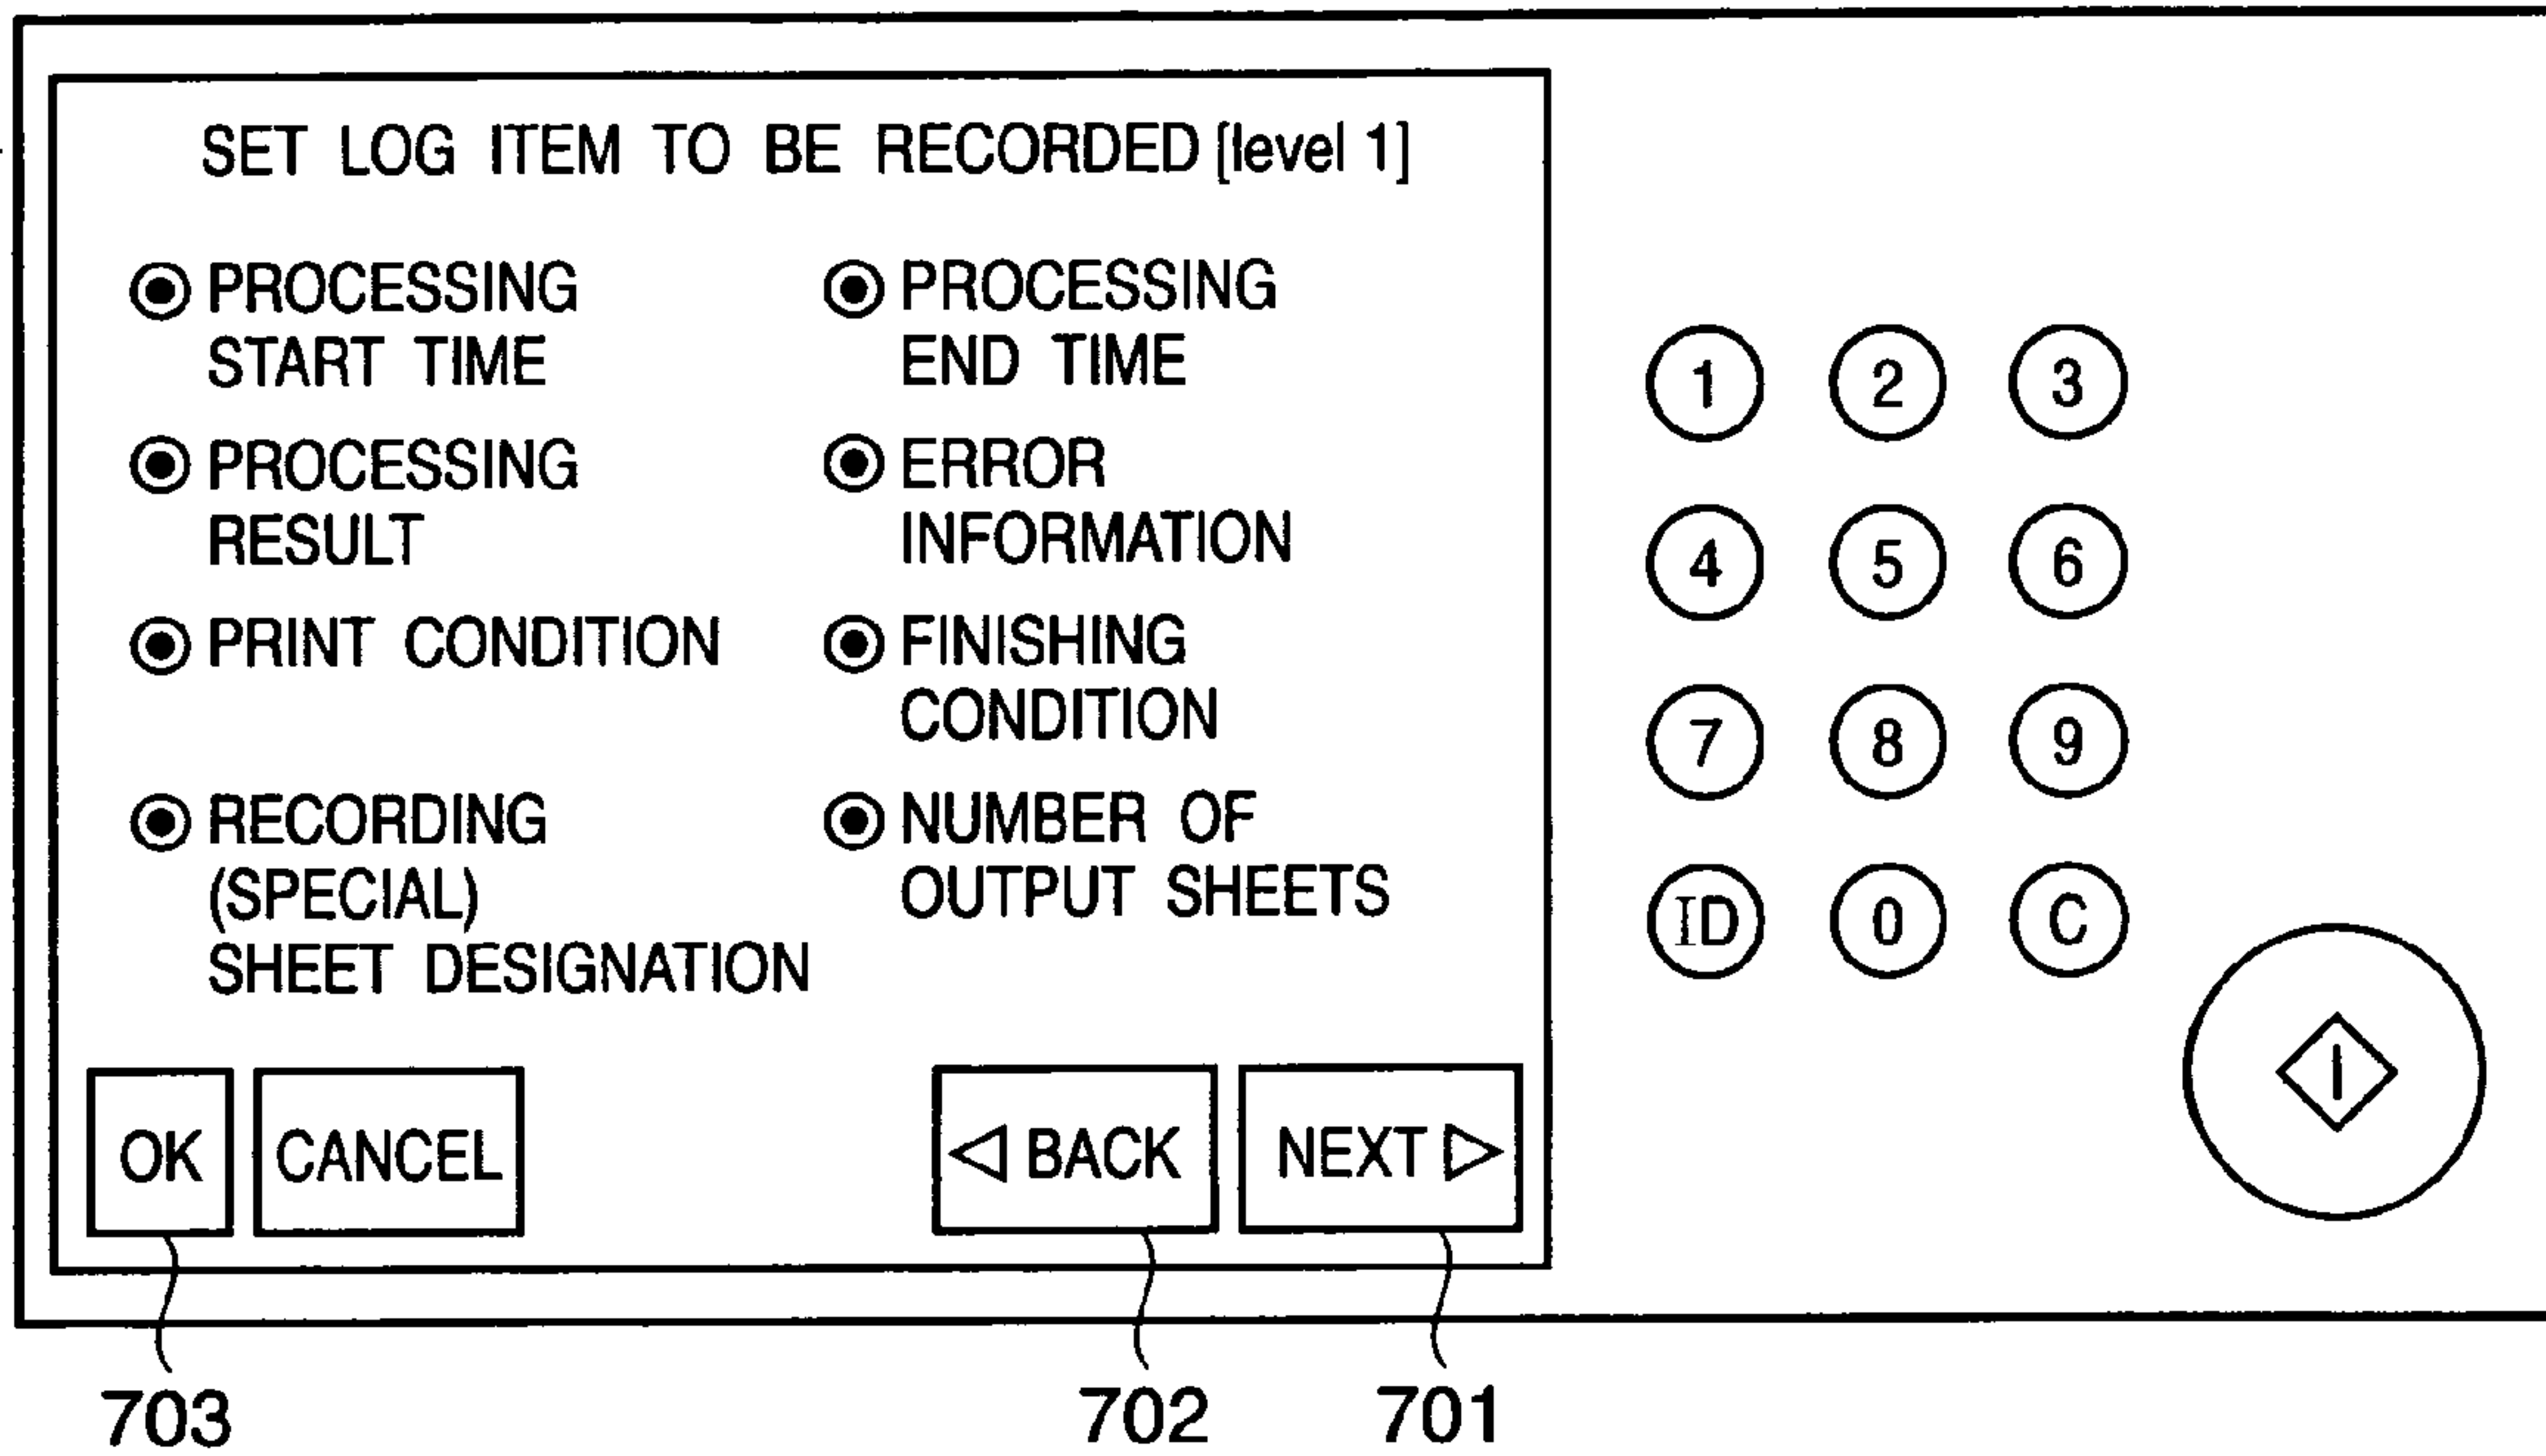 SET LOG ITEM TO BE RECORDED [level 1]
PROCESSING
START TIME
PROCESSING
END TIME
PROCESSING
RESULT
ERROR
INFORMATION
PRINT CONDITION
FINISHING
CONDITION
RECORDING
(SPECIAL)
SHEET DESIGNATION
NUMBER OF
OUTPUT SHEETS
OK
CANCEL
BACK
NEXT
1 2 3
4 5 6
7 8 9
ID 0 C
703
702
701